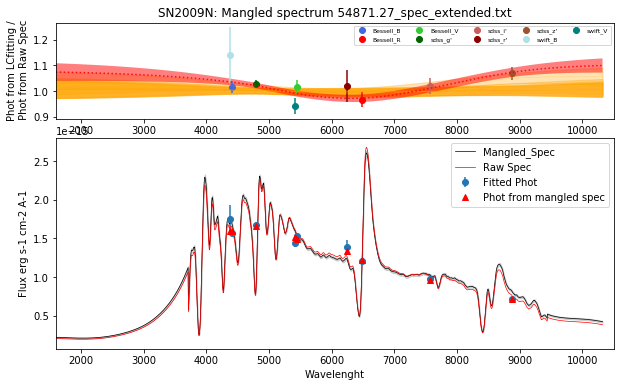 SN2009N: Mangled spectrum 54871.27_spec_extended.txt
Phot from LCfitting /
Phot from Raw Spec
1.2
1.1
1.0
0.9
Bessell_B
Bessell_R
Bessell_V
sdss_g'
sdss_i'
sdss_r'
sdss_z'
swift_B
swift_V
2000 3000 4000 5000 6000 7000 8000 9000 10000
Flux erg s-1 cm-2 A-1
2.5
2.0
1.5
1.0
0.5
Mangled_Spec
Raw Spec
Fitted Phot
Phot from mangled spec
2000 3000 4000 5000 6000 7000 8000 9000 10000
Wavelenght